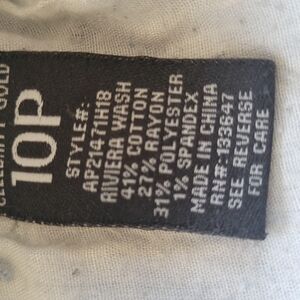 GOLD
10P
STYLE#:
AP21471H18
RIVIERA WASH
41% COTTON
27% RAYON
31% POLYESTER
1% SPANDEX
MADE IN CHINA
RN#:133647
SEE REVERSE
FOR CARE